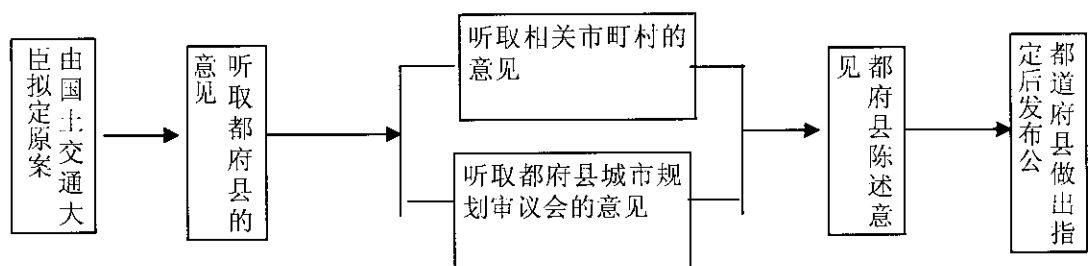 由国土交通大
臣拟定原案
听取都府县的
意见
听取相关市町村的
意见
听取都府县城市规
划审议会的意见
都府县陈述意
见
都道府县做出指
定后发布公